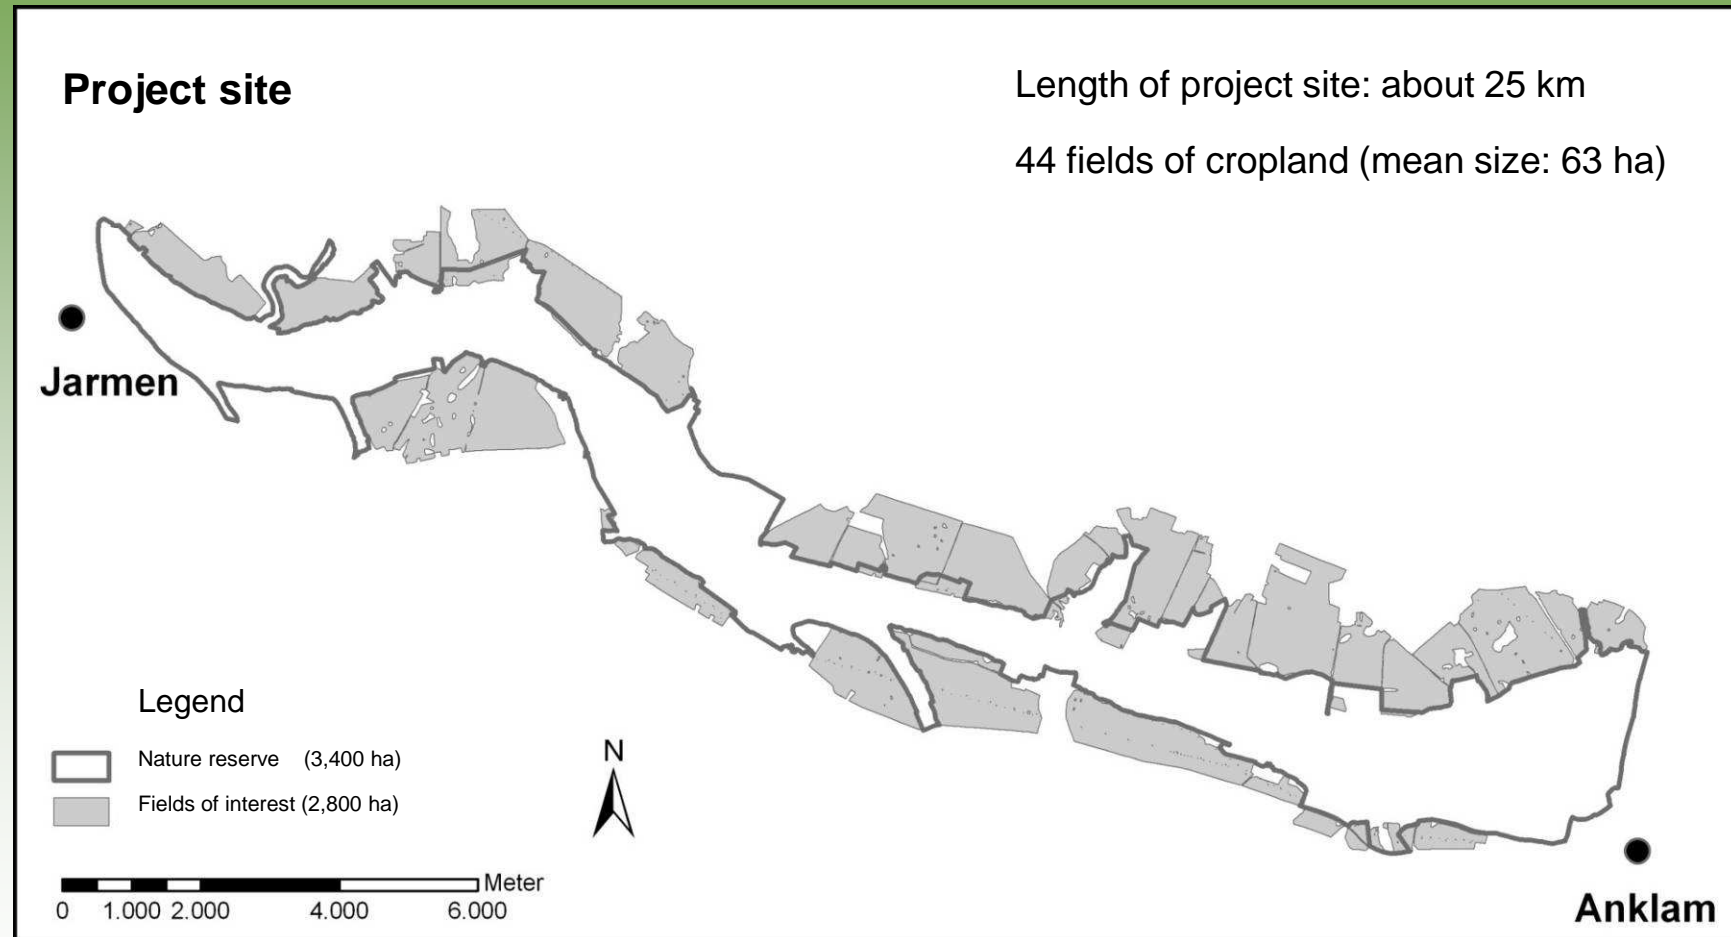 Project site
Length of project site: about 25 km
44 fields of cropland (mean size: 63 ha)
Jarmen
Legend
Nature reserve (3,400 ha)
Fields of interest (2,800 ha)
N
Meter
0 1.000 2.000 4.000 6.000
Anklam